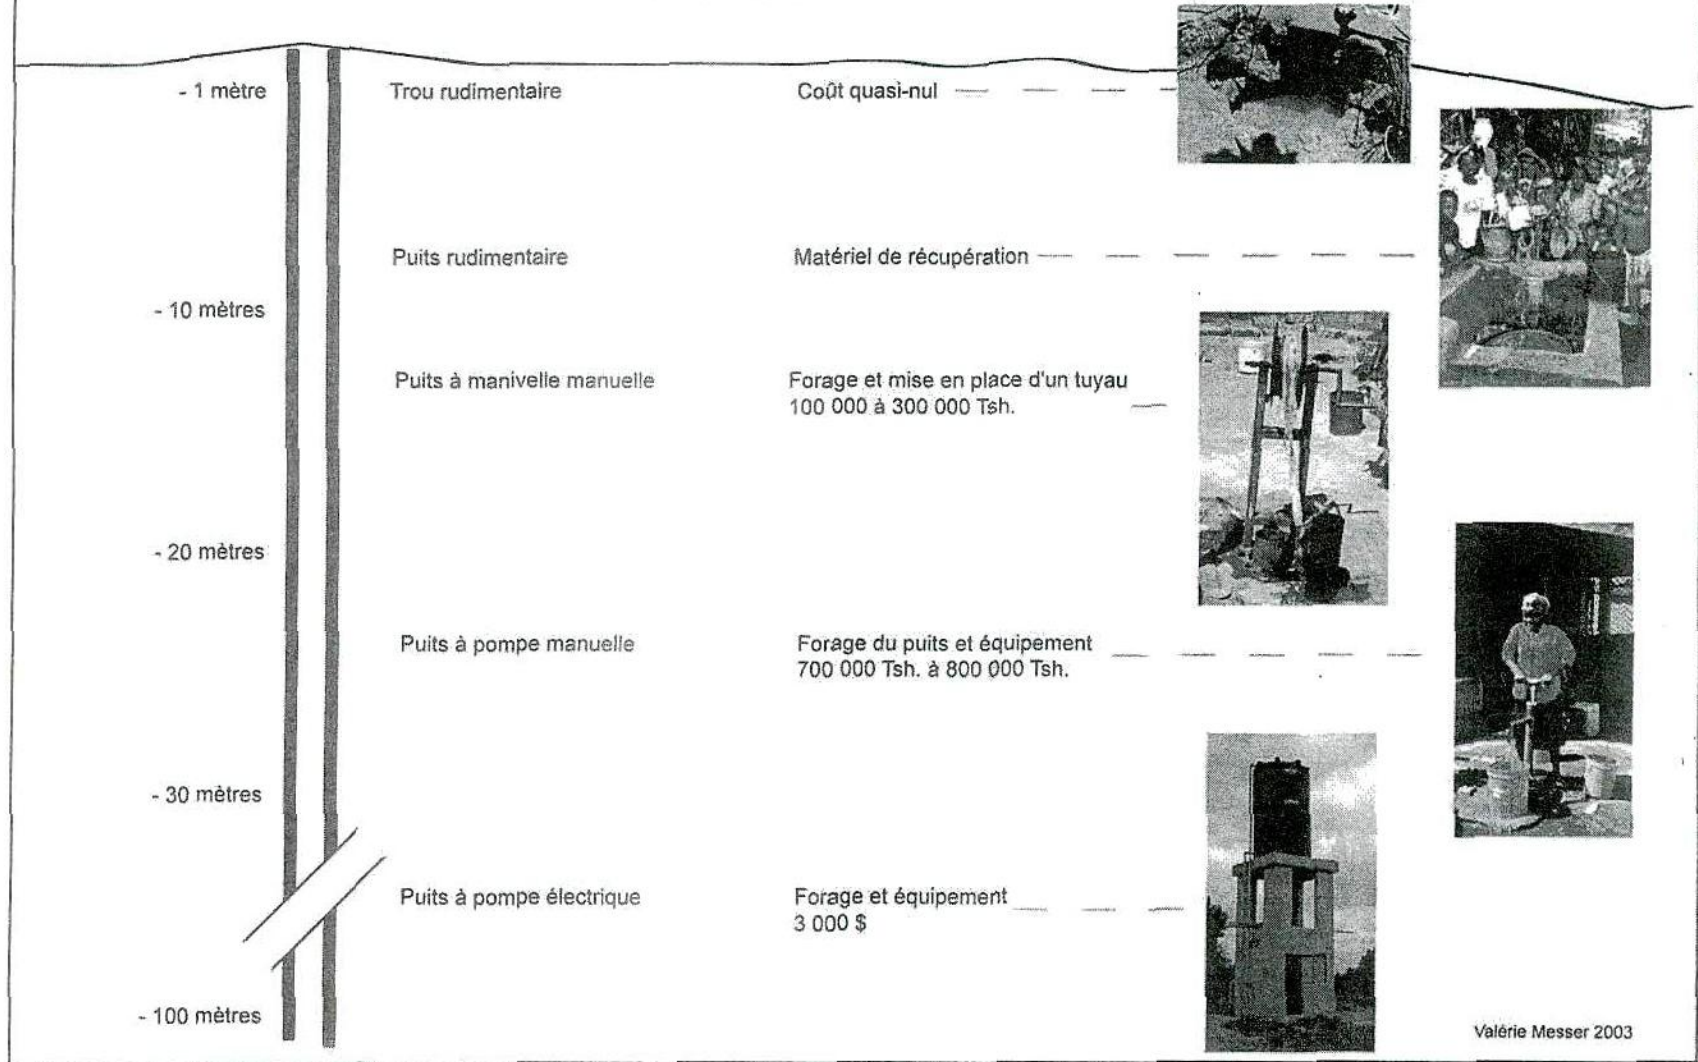 - 1 mètre
Trou rudimentaire
Coût quasi-nul
Puits rudimentaire
Matériel de récupération
- 10 mètres
Puits à manivelle manuelle
Forage et mise en place d'un tuyau
100 000 à 300 000 Tsh.
- 20 mètres
Puits à pompe manuelle
Forage du puits et équipement
700 000 Tsh. à 800 000 Tsh.
- 30 mètres
Puits à pompe électrique
Forage et équipement
3 000 $
- 100 mètres
Valérie Messer 2003